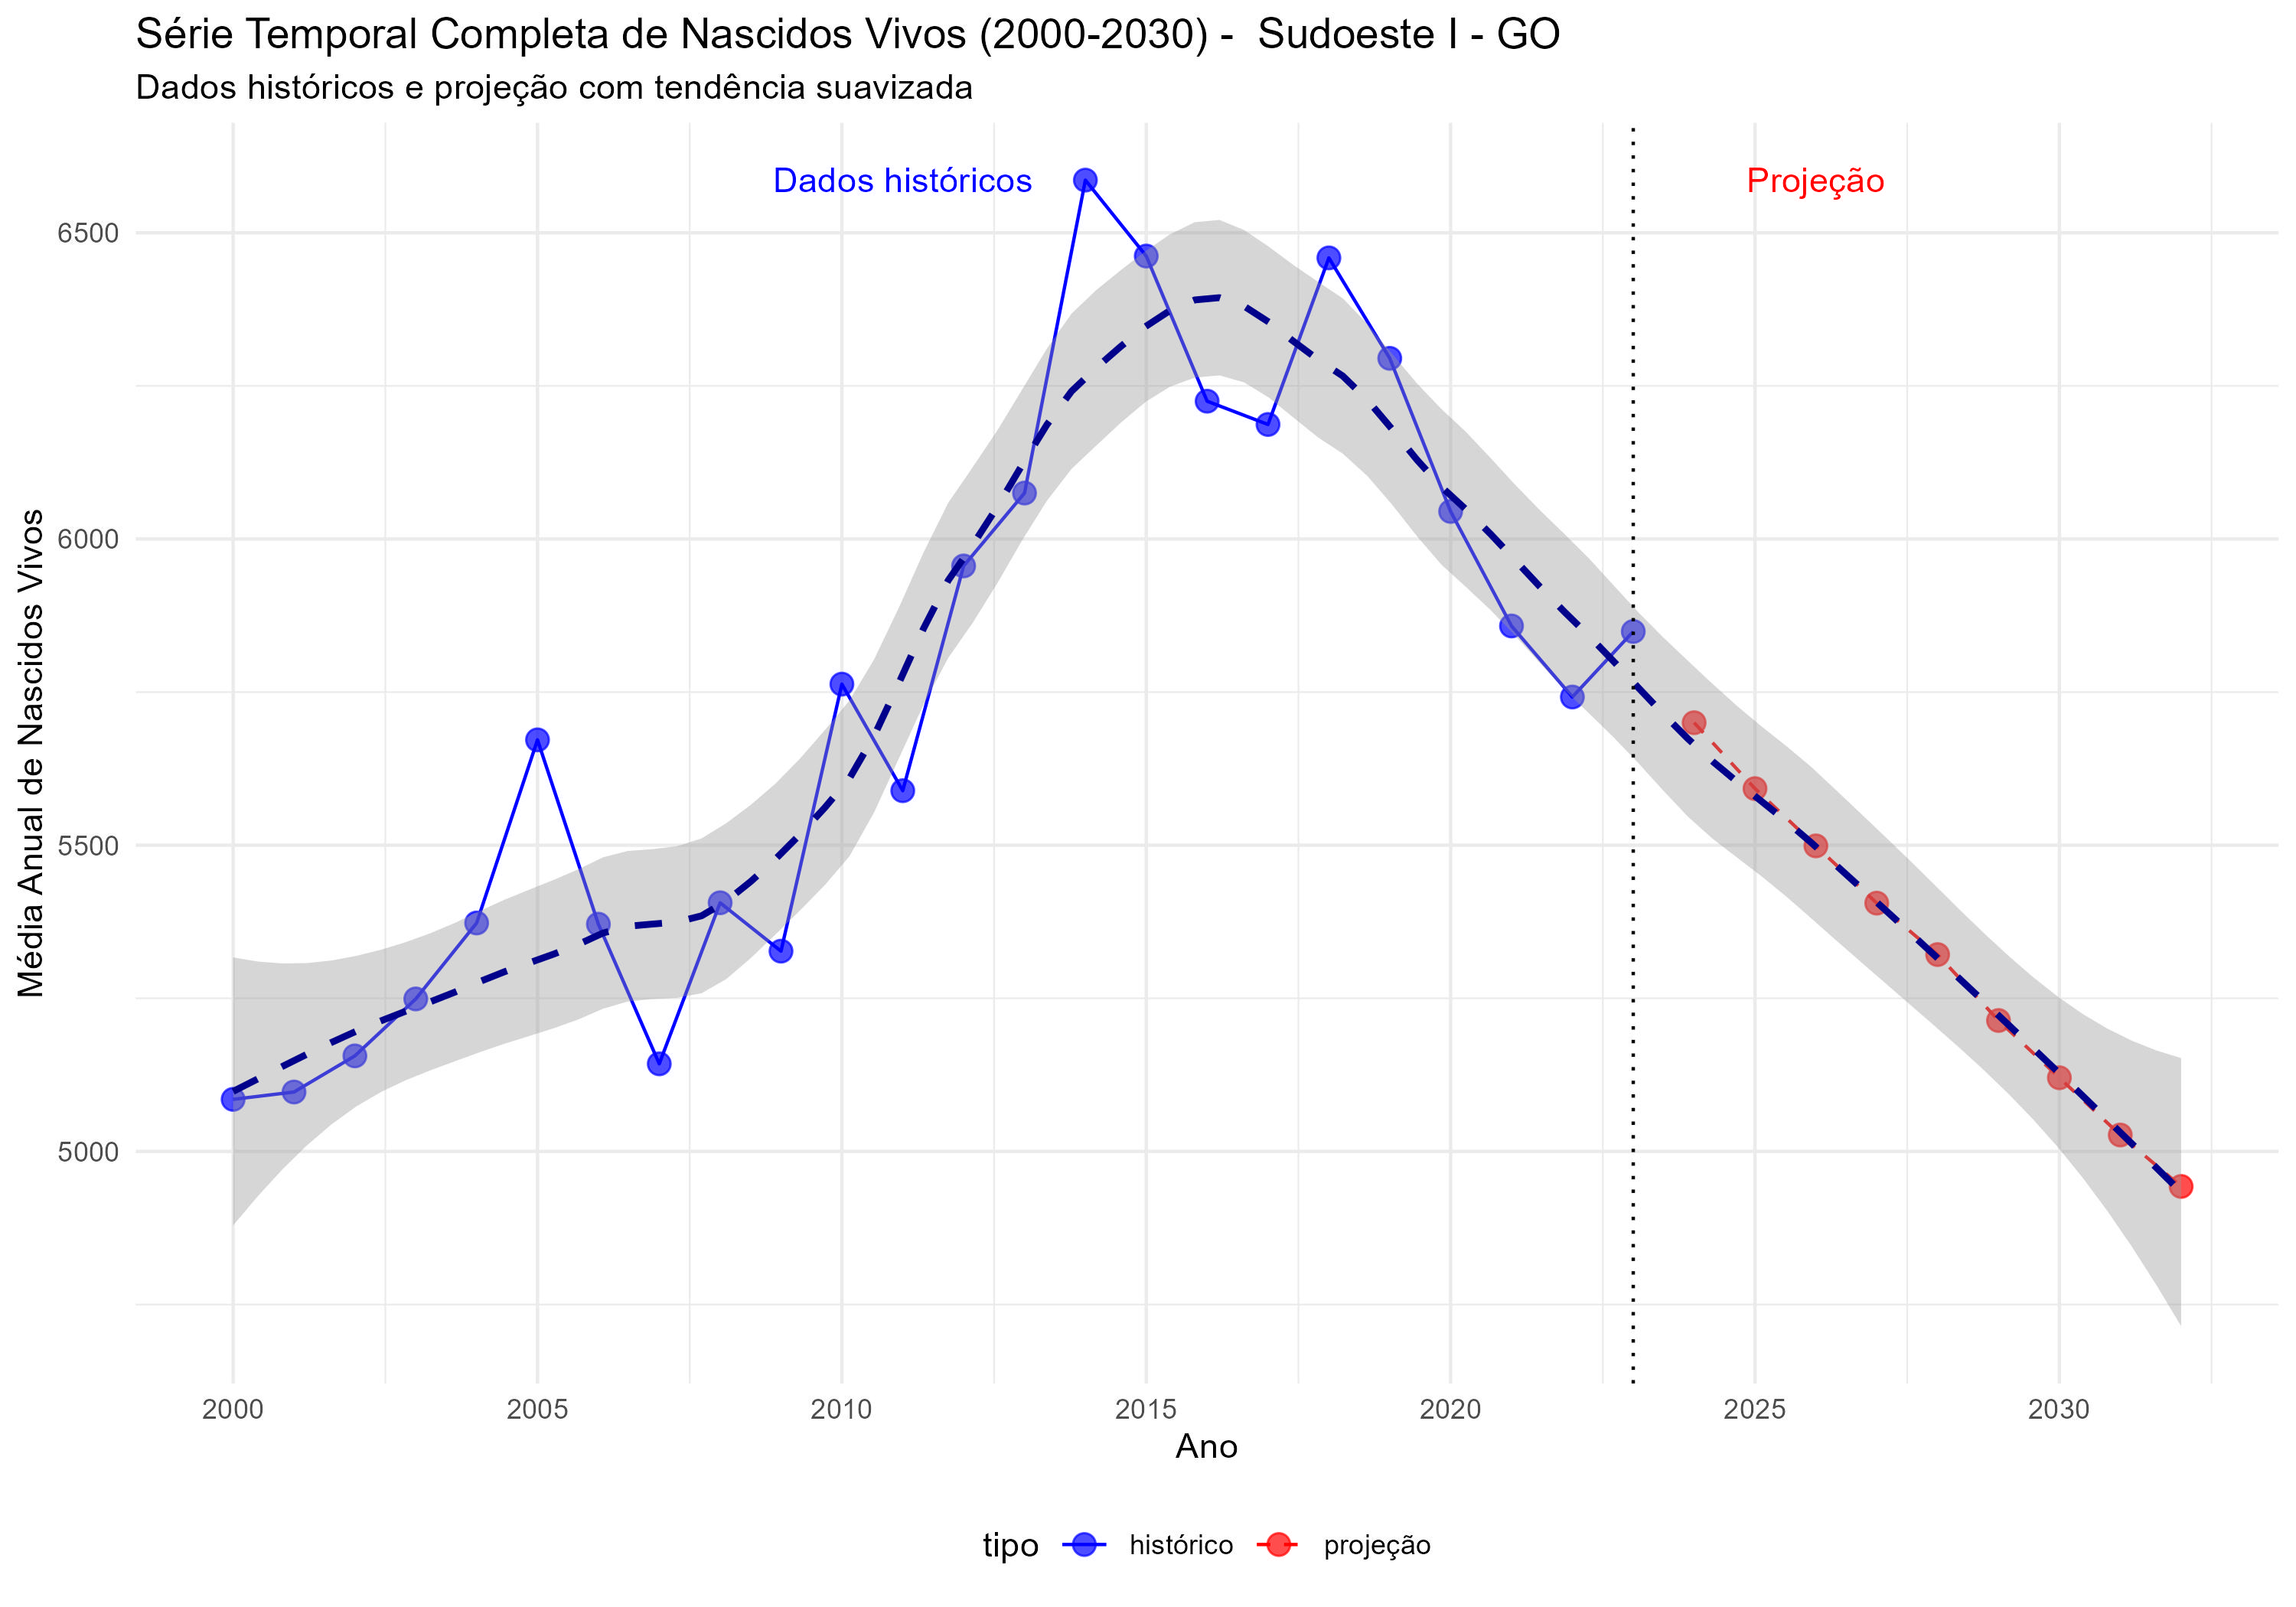 Série Temporal Completa de Nascidos Vivos (2000-2030) -  Sudoeste I - GO
Dados históricos e projeção com tendência suavizada
Dados históricos
Projeção
Média Anual de Nascidos Vivos
6500
6000
5500
5000
2000
2005
2010
2015
2020
2025
2030
Ano
tipo
histórico
projeção